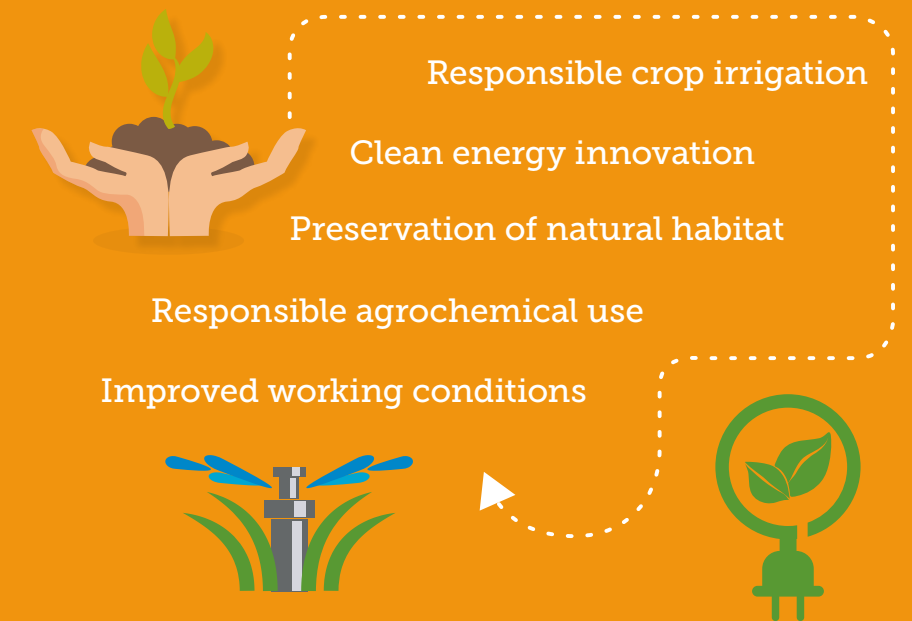 Responsible crop irrigation
Clean energy innovation
Preservation of natural habitat
Responsible agrochemical use
Improved working conditions